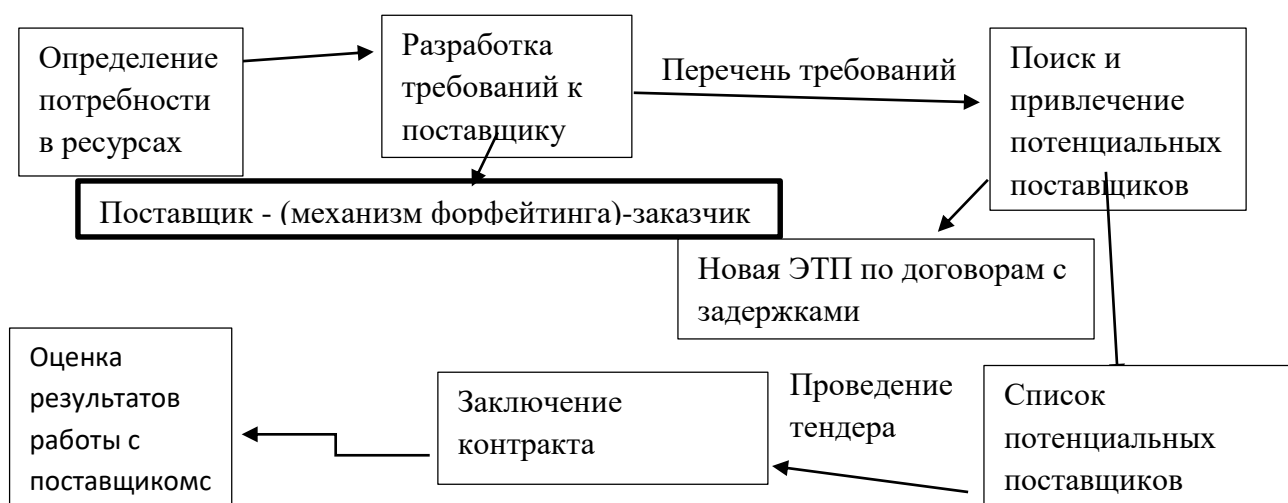 Определение
потребности
в ресурсах
Разработка
требований к
поставщику
Перечень требований
Поиск и
привлечение
потенциальных
поставщиков
Поставщик - (механизм форфейтинга)-заказчик
Новая ЭТП по договорам с
задержками
Список
потенциальных
поставщиков
Проведение
тендера
Заключение
контракта
Оценка
результатов
работы с
поставщикомс